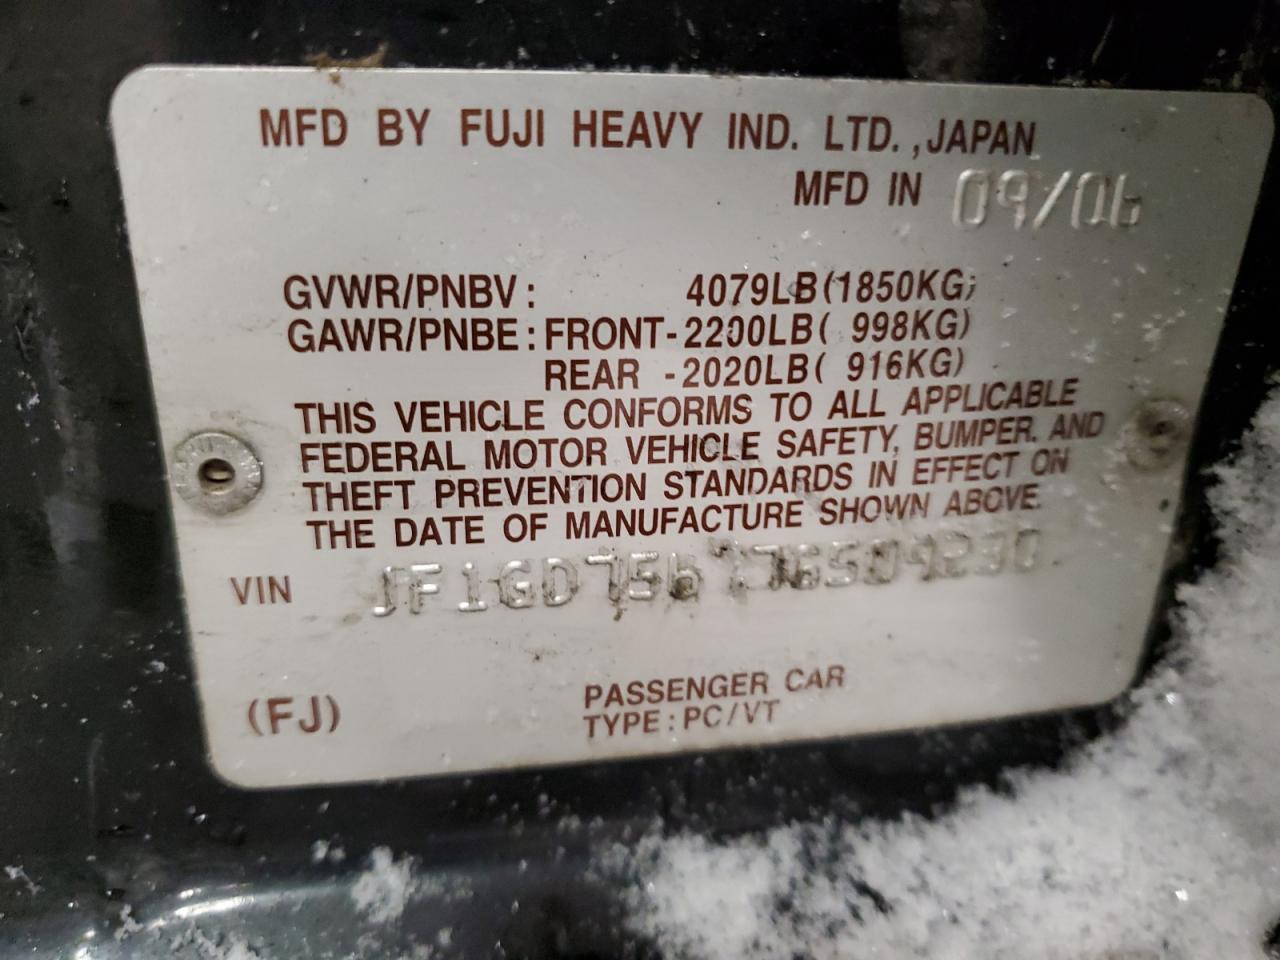 MFD BY FUJI HEAVY IND. LTD., JAPAN
MFD IN 09/06
GVWR/PNBV: 4079LB(1850KG)
GAWR/PNBE: FRONT-2200LB( 998KG)
REAR -2020LB( 916KG)
THIS VEHICLE CONFORMS TO ALL APPLICABLE
FEDERAL MOTOR VEHICLE SAFETY, BUMPER, AND
THEFT PREVENTION STANDARDS IN EFFECT ON
THE DATE OF MANUFACTURE SHOWN ABOVE.
VIN JF1GD75677G509230
(FJ)
PASSENGER CAR
TYPE: PC/VT